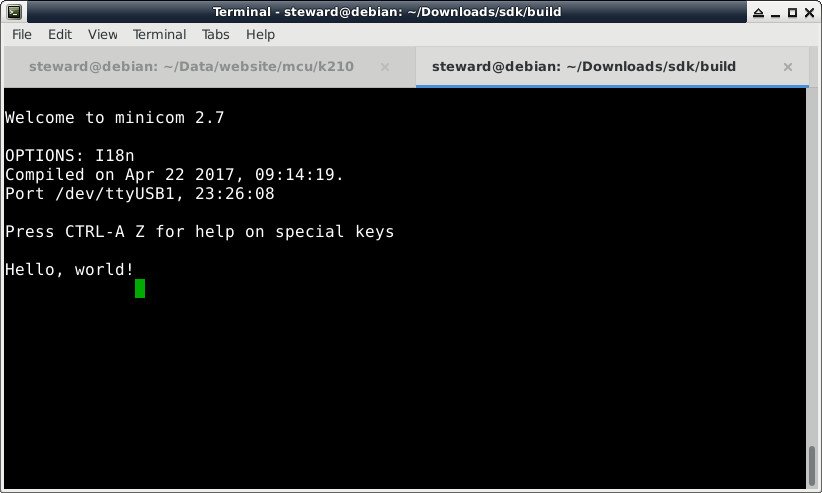 Terminal - steward@debian: ~/Downloads/sdk/build
File Edit View Terminal Tabs Help
steward@debian: ~/Data/website/mcu/k210 × steward@debian: ~/Downloads/sdk/build ×
Welcome to minicom 2.7
OPTIONS: I18n
Compiled on Apr 22 2017, 09:14:19.
Port /dev/ttyUSB1, 23:26:08
Press CTRL-A Z for help on special keys
Hello, world!